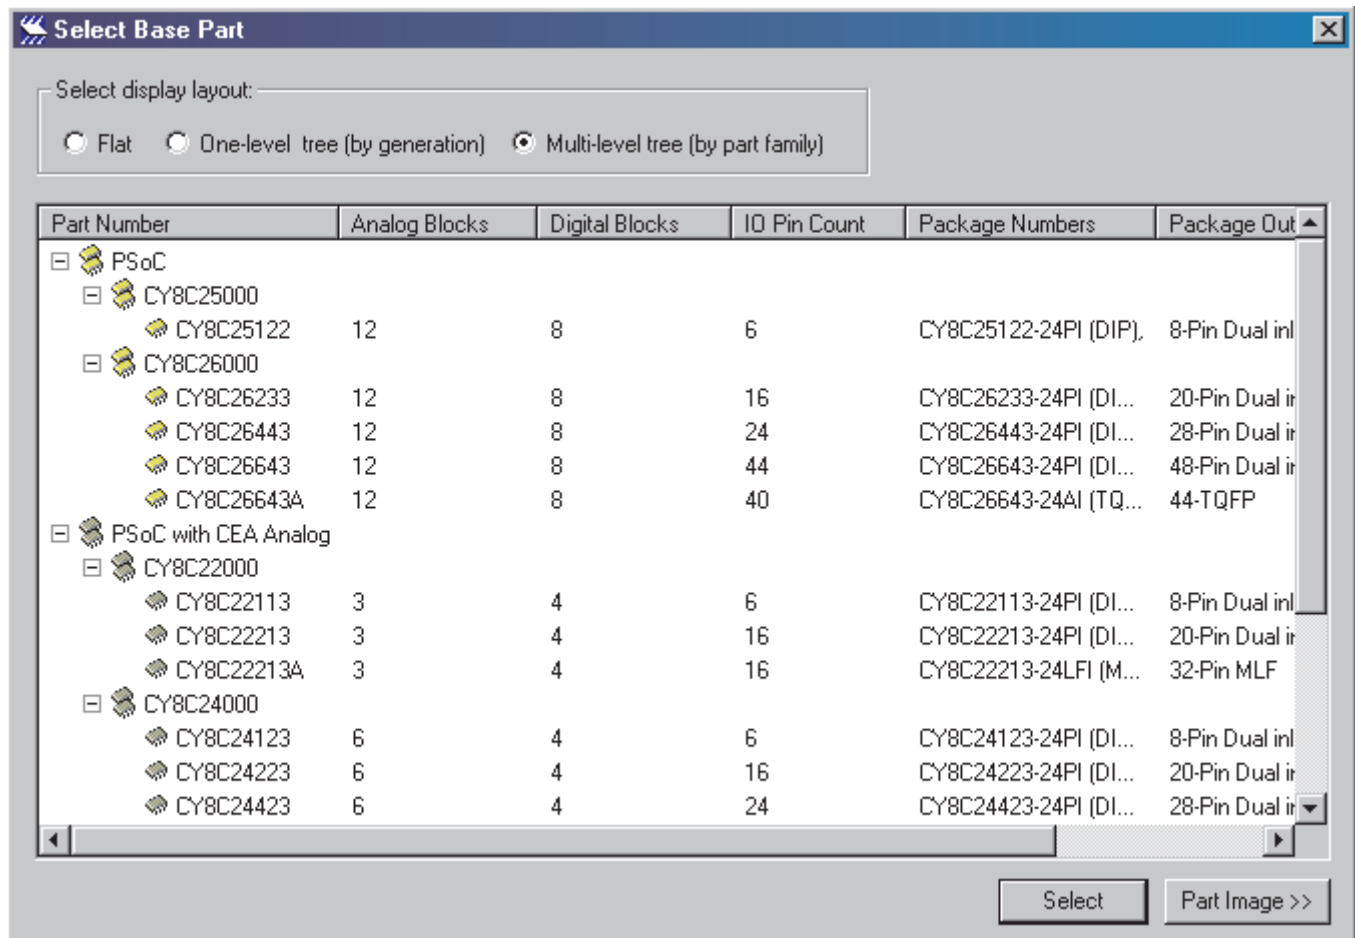 Select Base Part
Select display layout:
Flat One-level tree (by generation) Multi-level tree (by part family)
Part Number Analog Blocks Digital Blocks IO Pin Count Package Numbers Package Out
PSoC
CY8C25000
CY8C25122 12 8 6 CY8C25122-24PI (DIP), 8-Pin Dual inl
CY8C26000
CY8C26233 12 8 16 CY8C26233-24PI (DI... 20-Pin Dual ir
CY8C26443 12 8 24 CY8C26443-24PI (DI... 28-Pin Dual ir
CY8C26643 12 8 44 CY8C26643-24PI (DI... 48-Pin Dual ir
CY8C26643A 12 8 40 CY8C26643-24AI (TQ... 44-TQFP
PSoC with CEA Analog
CY8C22000
CY8C22113 3 4 6 CY8C22113-24PI (DI... 8-Pin Dual inl
CY8C22213 3 4 16 CY8C22213-24PI (DI... 20-Pin Dual ir
CY8C22213A 3 4 16 CY8C22213-24LFI (M... 32-Pin MLF
CY8C24000
CY8C24123 6 4 6 CY8C24123-24PI (DI... 8-Pin Dual inl
CY8C24223 6 4 16 CY8C24223-24PI (DI... 20-Pin Dual ir
CY8C24423 6 4 24 CY8C24423-24PI (DI... 28-Pin Dual ir
Select Part Image >>